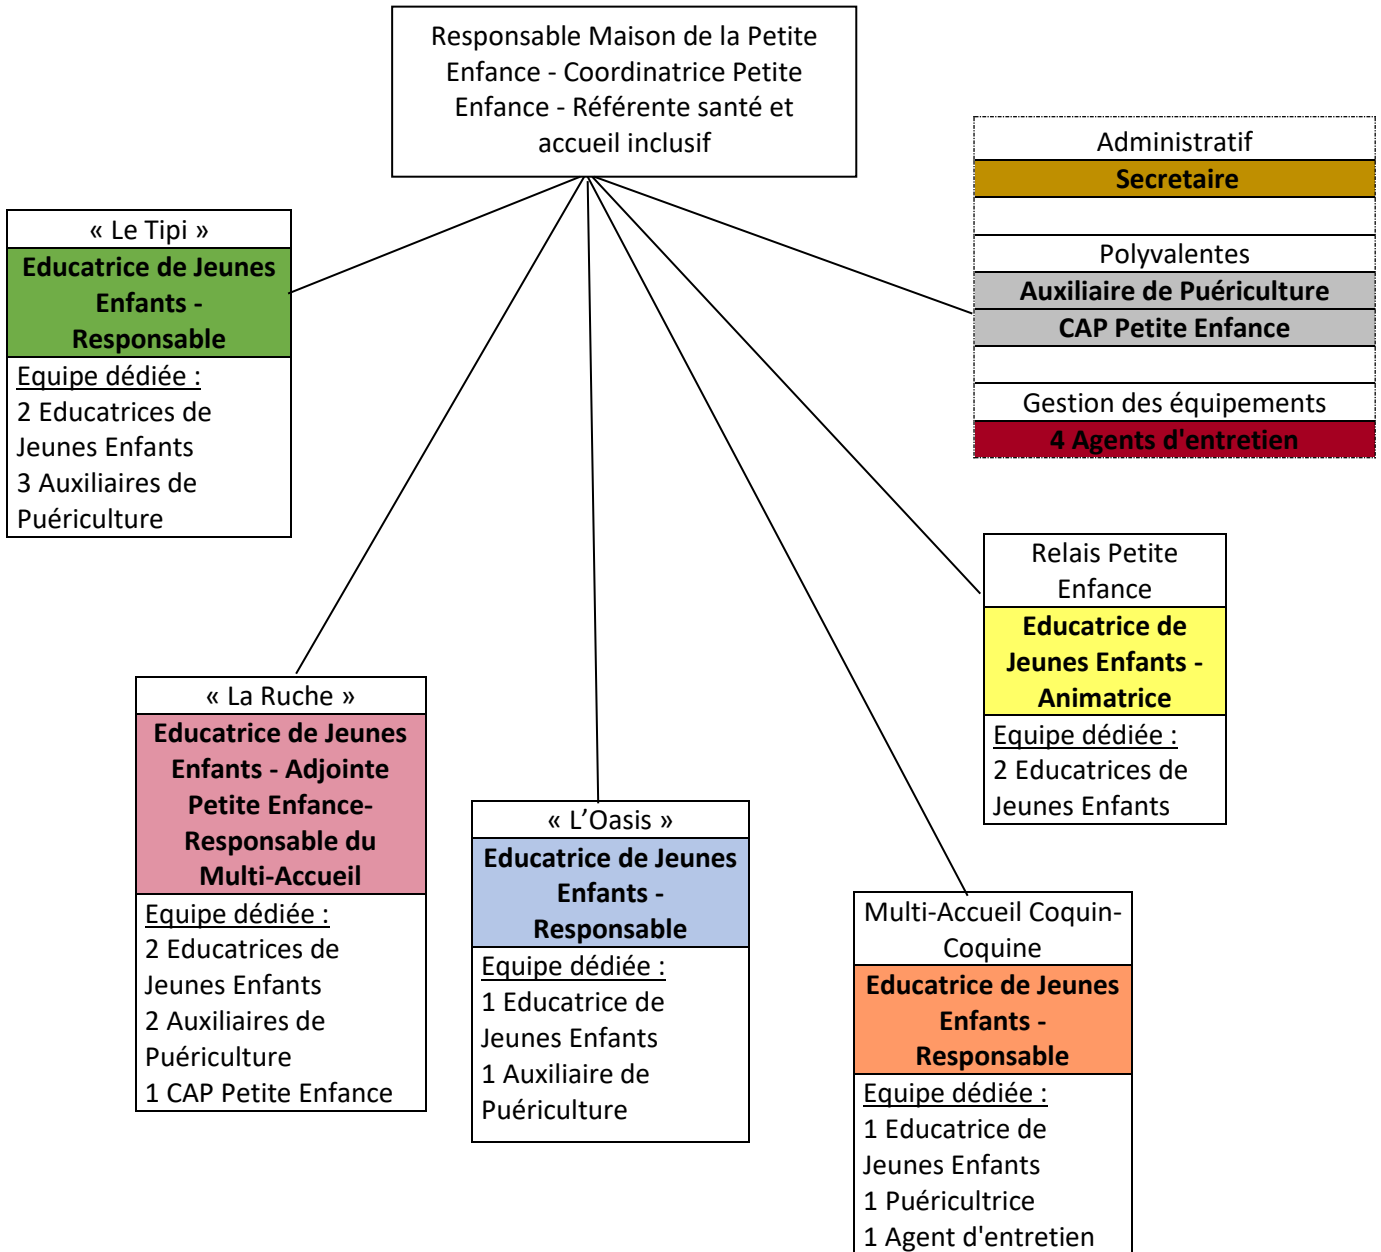 Responsable Maison de la Petite
Enfance - Coordinatrice Petite
Enfance - Référente santé et
accueil inclusif
Administratif
Secretaire
Polyvalentes
Auxiliaire de Puériculture
CAP Petite Enfance
Gestion des équipements
4 Agents d'entretien
« Le Tipi »
Educatrice de Jeunes
Enfants -
Responsable
Equipe dédiée :
2 Educatrices de
Jeunes Enfants
3 Auxiliaires de
Puériculture
Relais Petite
Enfance
Educatrice de
Jeunes Enfants -
Animatrice
Equipe dédiée :
2 Educatrices de
Jeunes Enfants
« La Ruche »
Educatrice de Jeunes
Enfants - Adjointe
Petite Enfance-
Responsable du
Multi-Accueil
Equipe dédiée :
2 Educatrices de
Jeunes Enfants
2 Auxiliaires de
Puériculture
1 CAP Petite Enfance
« L’Oasis »
Educatrice de Jeunes
Enfants -
Responsable
Equipe dédiée :
1 Educatrice de
Jeunes Enfants
1 Auxiliaire de
Puériculture
Multi-Accueil Coquin-
Coquine
Educatrice de Jeunes
Enfants -
Responsable
Equipe dédiée :
1 Educatrice de
Jeunes Enfants
1 Puéricultrice
1 Agent d'entretien